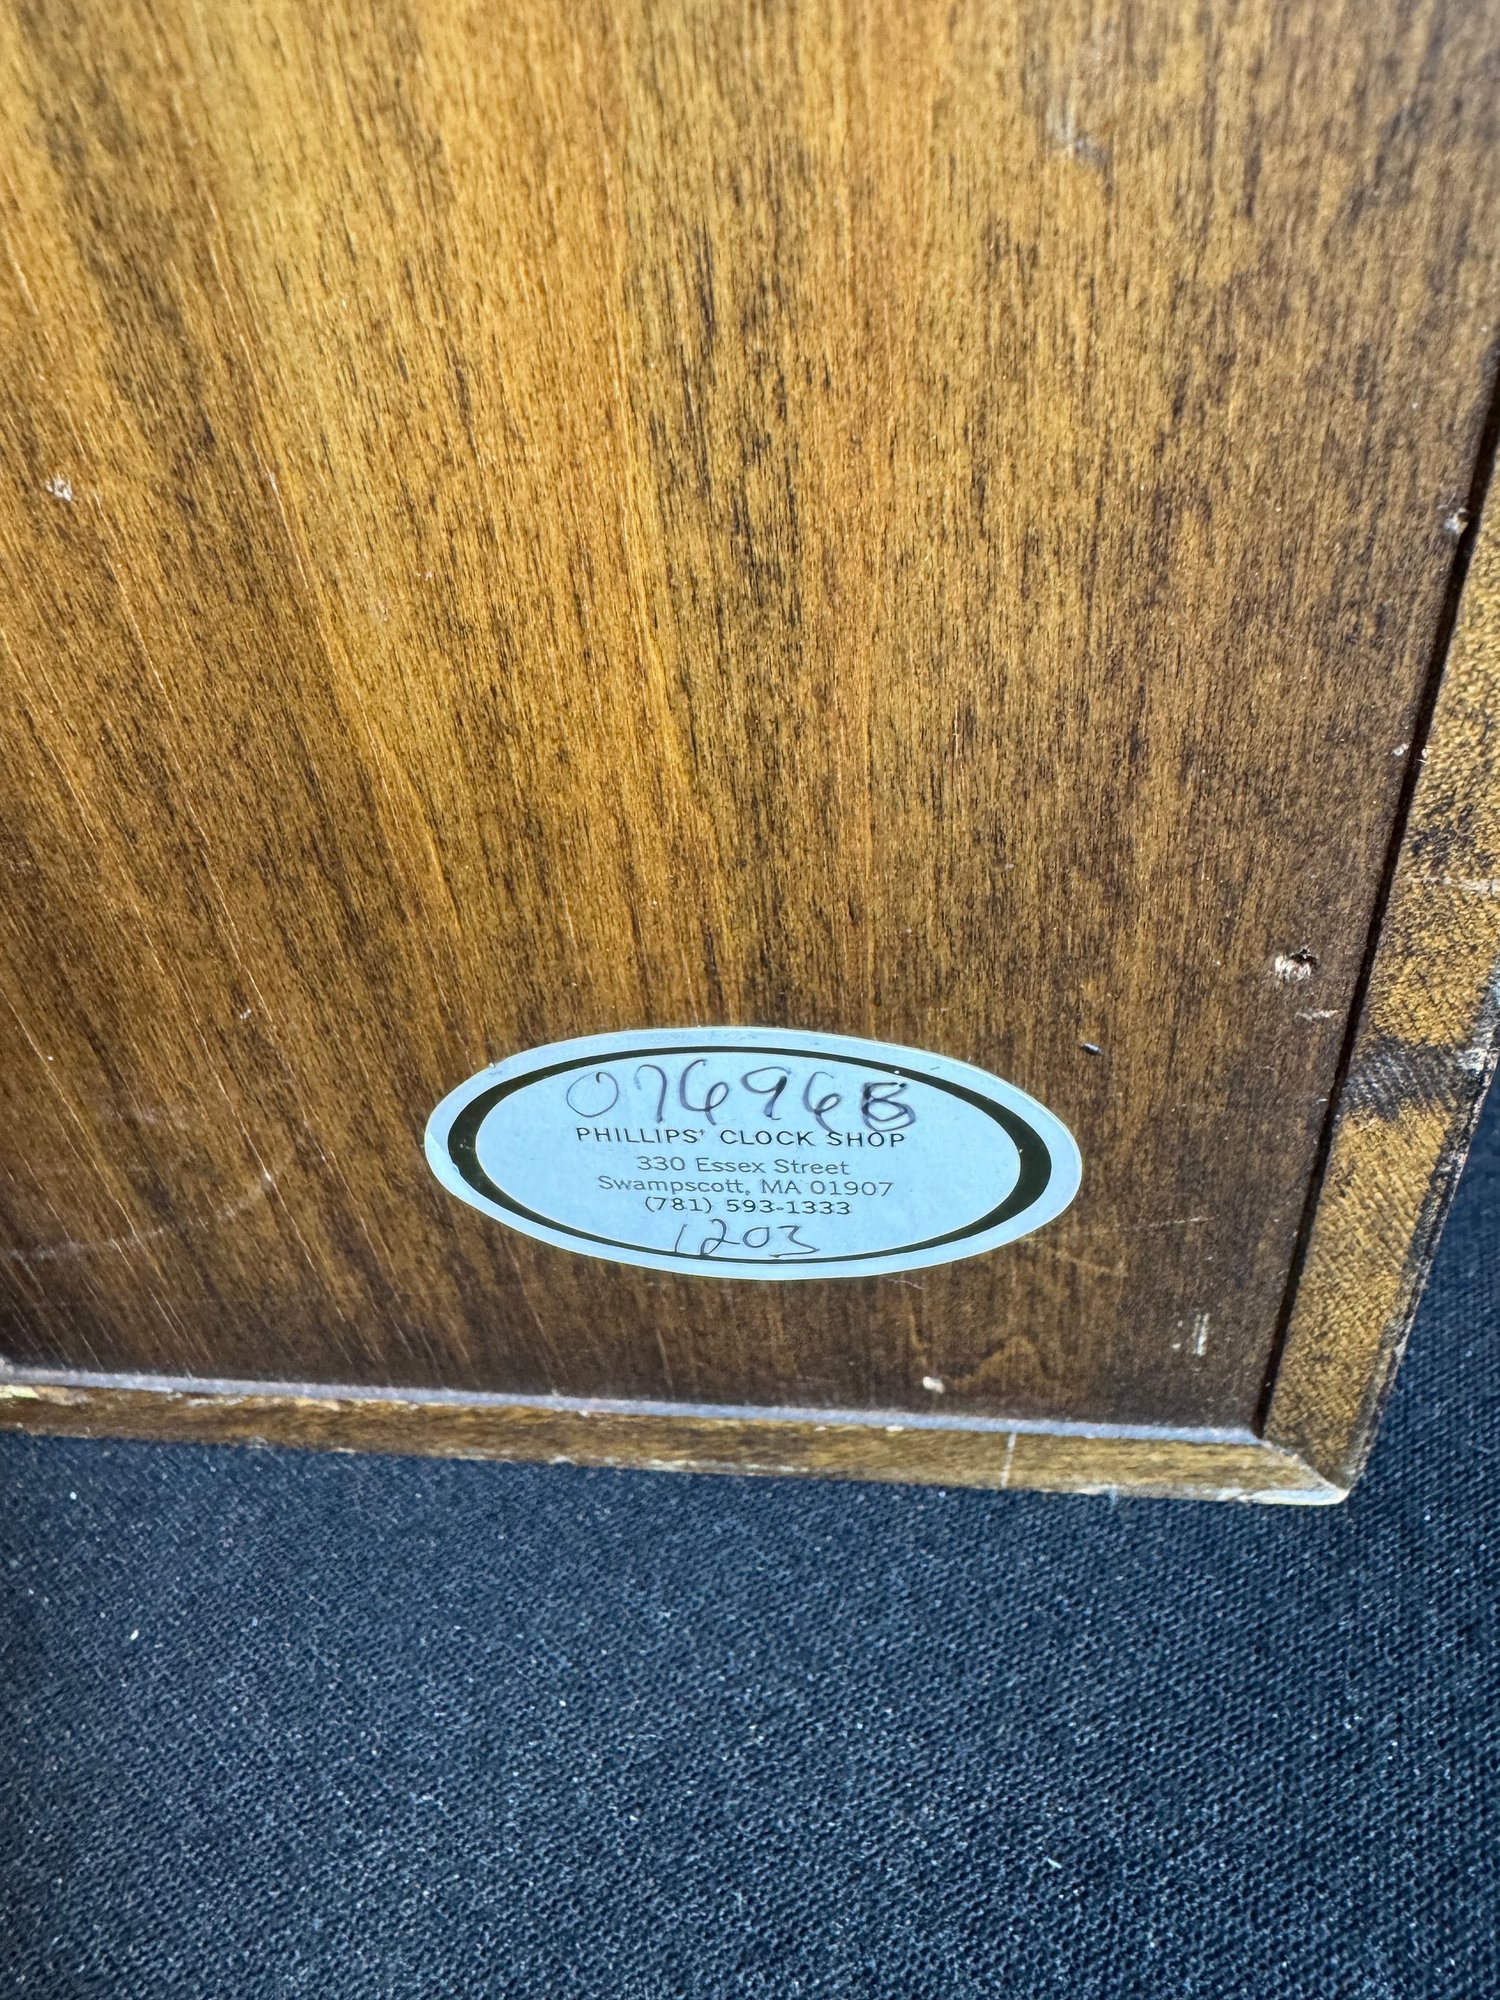 076968
PHILLIPS' CLOCK SHOP
330 Essex Street
Swampscott, MA 01907
(781) 593-1333
1203